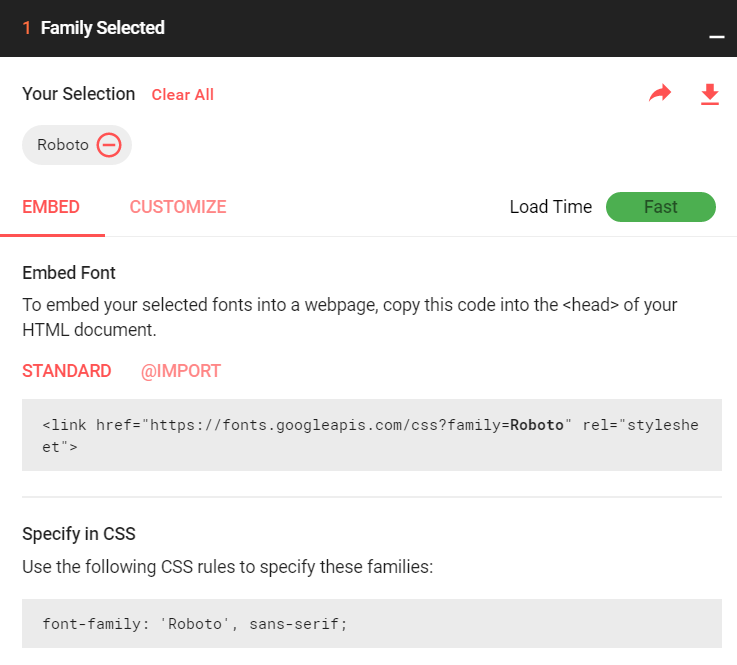 1 Family Selected
Your Selection Clear All
Roboto
EMBED CUSTOMIZE Load Time Fast
Embed Font
To embed your selected fonts into a webpage, copy this code into the <head> of your
HTML document.
STANDARD @IMPORT
<link href="https://fonts.googleapis.com/css?family=Roboto" rel="styleshe
et">
Specify in CSS
Use the following CSS rules to specify these families:
font-family: 'Roboto', sans-serif;